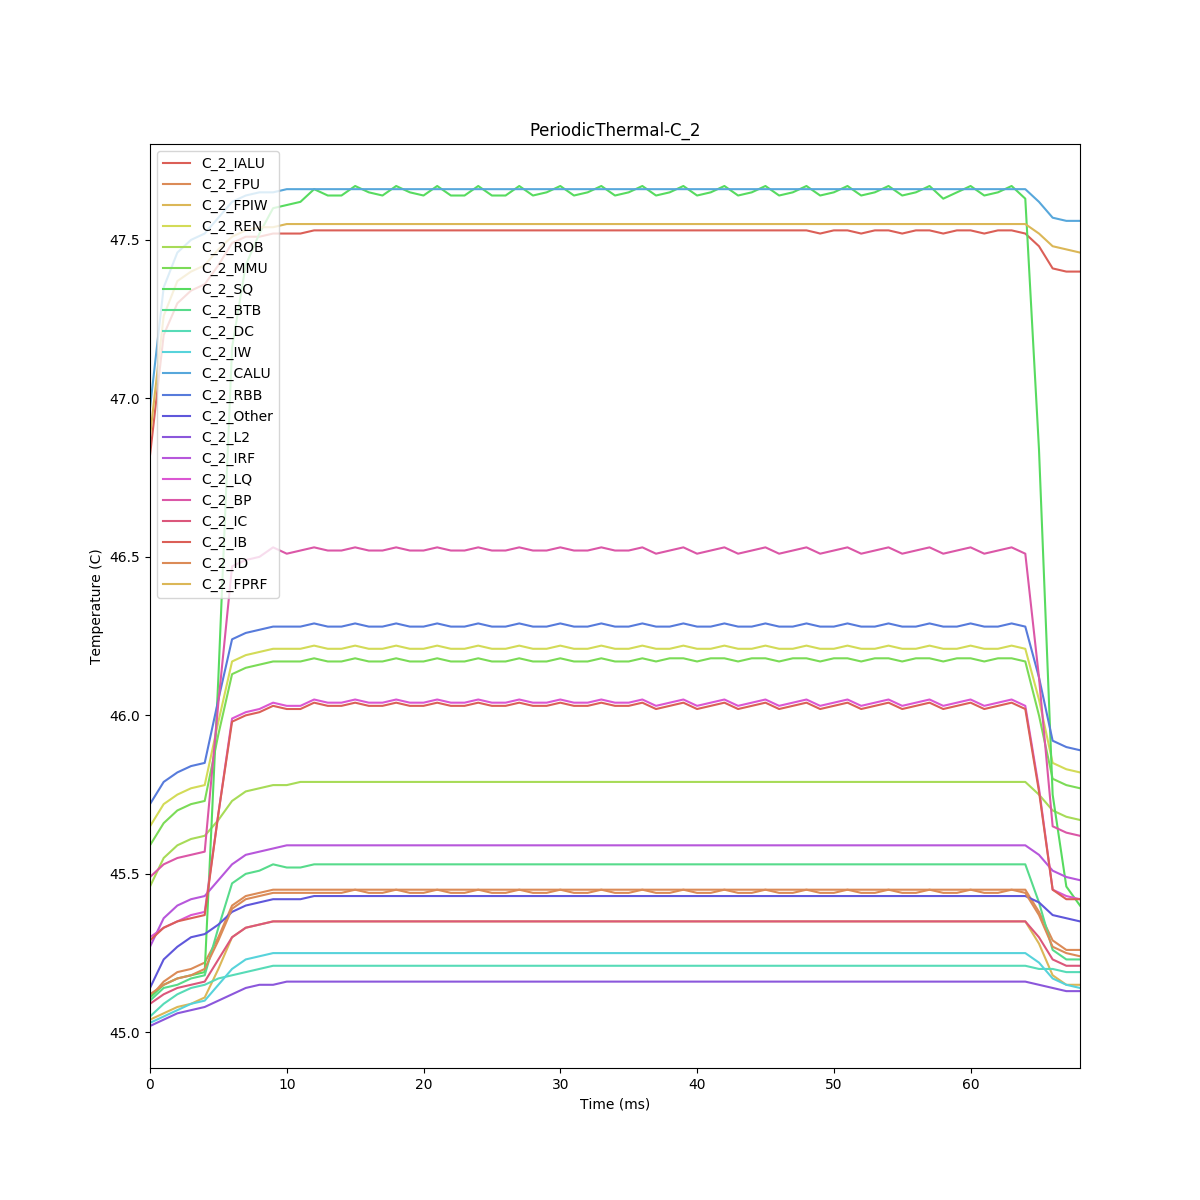 PeriodicThermal-C_2
C_2_IALU
C_2_FPU
C_2_FPIW
C_2_REN
C_2_ROB
C_2_MMU
C_2_SQ
C_2_BTB
C_2_DC
C_2_IW
C_2_CALU
C_2_RBB
C_2_Other
C_2_L2
C_2_IRF
C_2_LQ
C_2_BP
C_2_IC
C_2_IB
C_2_ID
C_2_FPRF
47.5
47.0
46.5
46.0
45.5
45.0
Temperature (C)
0 10 20 30 40 50 60
Time (ms)